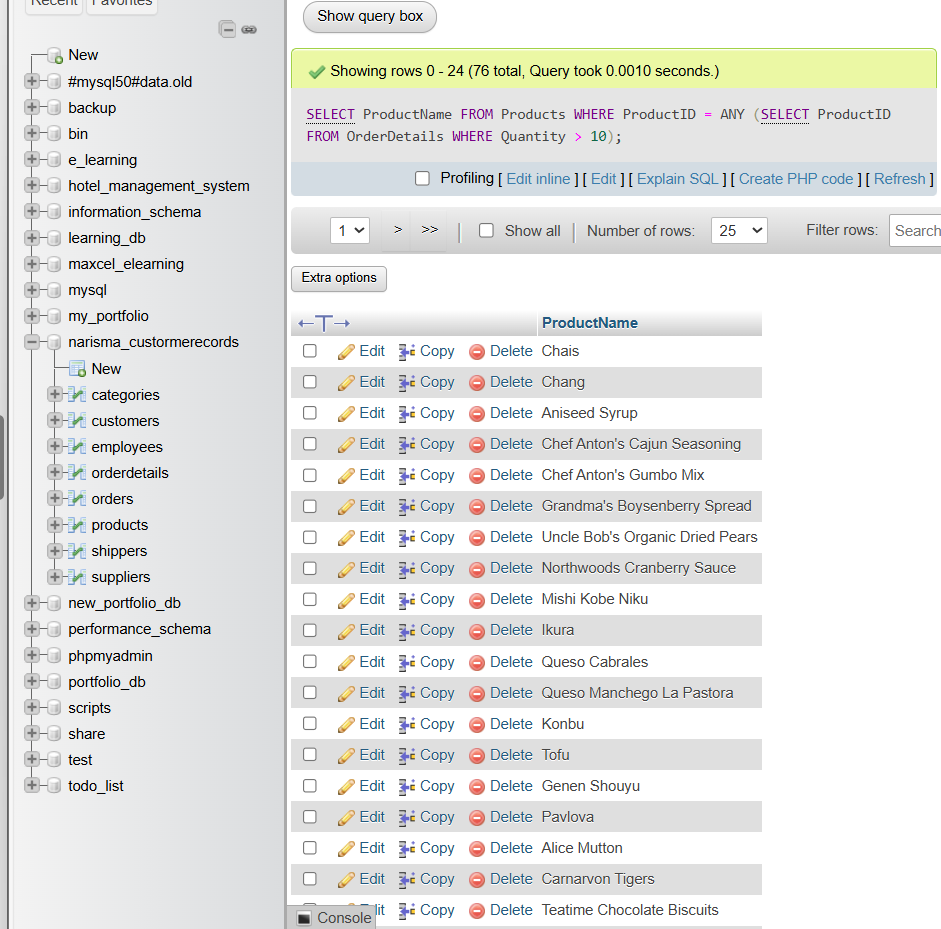 Recent Favorites
New
#mysql50#data.old
backup
bin
e_learning
hotel_management_system
information_schema
learning_db
maxcel_elearning
mysql
my_portfolio
narisma_custormerecords
New
categories
customers
employees
orderdetails
orders
products
shippers
suppliers
new_portfolio_db
performance_schema
phpmyadmin
portfolio_db
scripts
share
test
todo_list
Show query box
Showing rows 0 - 24 (76 total, Query took 0.0010 seconds.)
SELECT ProductName FROM Products WHERE ProductID = ANY (SELECT ProductID
FROM OrderDetails WHERE Quantity > 10);
Profiling [ Edit inline ] [ Edit ] [ Explain SQL ] [ Create PHP code ] [ Refresh ]
1 > >> | Show all | Number of rows: 25 Filter rows: Search
Extra options
←T→ ProductName
Edit Copy Delete Chais
Edit Copy Delete Chang
Edit Copy Delete Aniseed Syrup
Edit Copy Delete Chef Anton's Cajun Seasoning
Edit Copy Delete Chef Anton's Gumbo Mix
Edit Copy Delete Grandma's Boysenberry Spread
Edit Copy Delete Uncle Bob's Organic Dried Pears
Edit Copy Delete Northwoods Cranberry Sauce
Edit Copy Delete Mishi Kobe Niku
Edit Copy Delete Ikura
Edit Copy Delete Queso Cabrales
Edit Copy Delete Queso Manchego La Pastora
Edit Copy Delete Konbu
Edit Copy Delete Tofu
Edit Copy Delete Genen Shouyu
Edit Copy Delete Pavlova
Edit Copy Delete Alice Mutton
Edit Copy Delete Carnarvon Tigers
Edit Copy Delete Teatime Chocolate Biscuits
Console